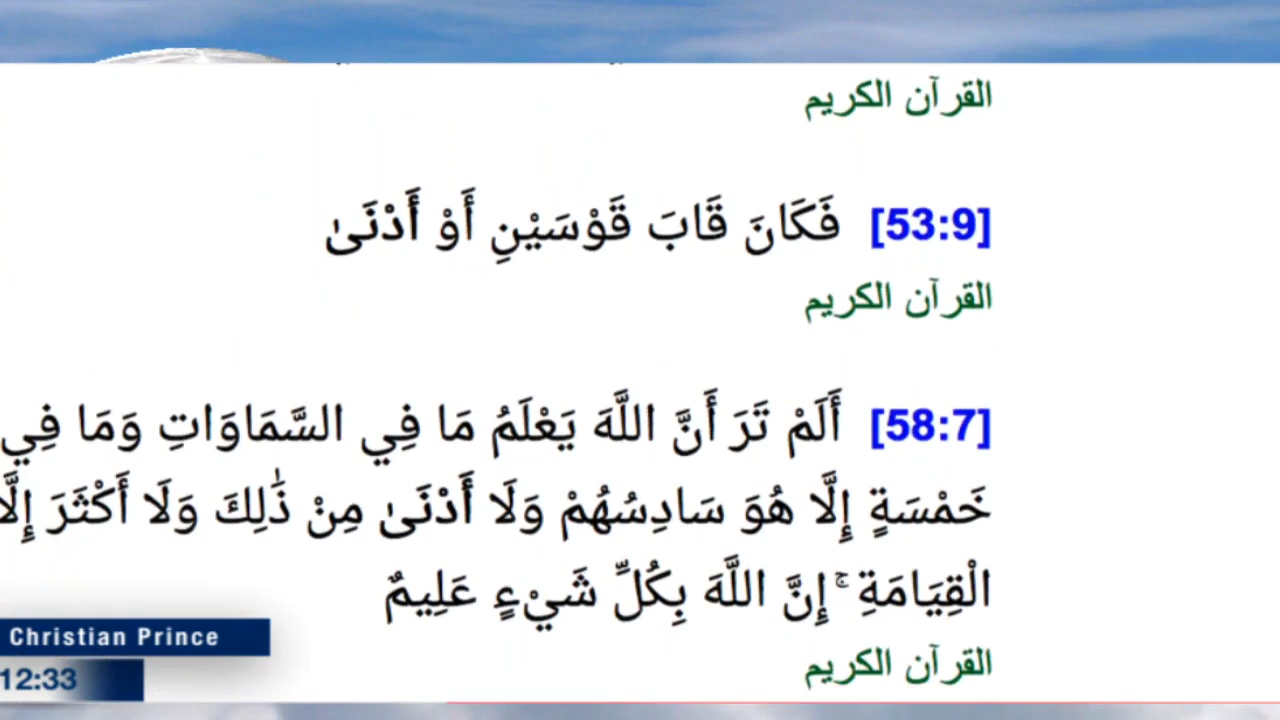 القرآن الكريم
[53:9] فَكَانَ قَابَ قَوْسَيْنِ أَوْ أَدْنَىٰ
القرآن الكريم
[58:7] أَلَمْ تَرَ أَنَّ اللَّهَ يَعْلَمُ مَا فِي السَّمَاوَاتِ وَمَا فِي
خَمْسَةٍ إِلَّا هُوَ سَادِسُهُمْ وَلَا أَدْنَىٰ مِنْ ذَٰلِكَ وَلَا أَكْثَرَ إِلَّا
الْقِيَامَةِ ۚ إِنَّ اللَّهَ بِكُلِّ شَيْءٍ عَلِيمٌ
القرآن الكريم
Christian Prince
12:33